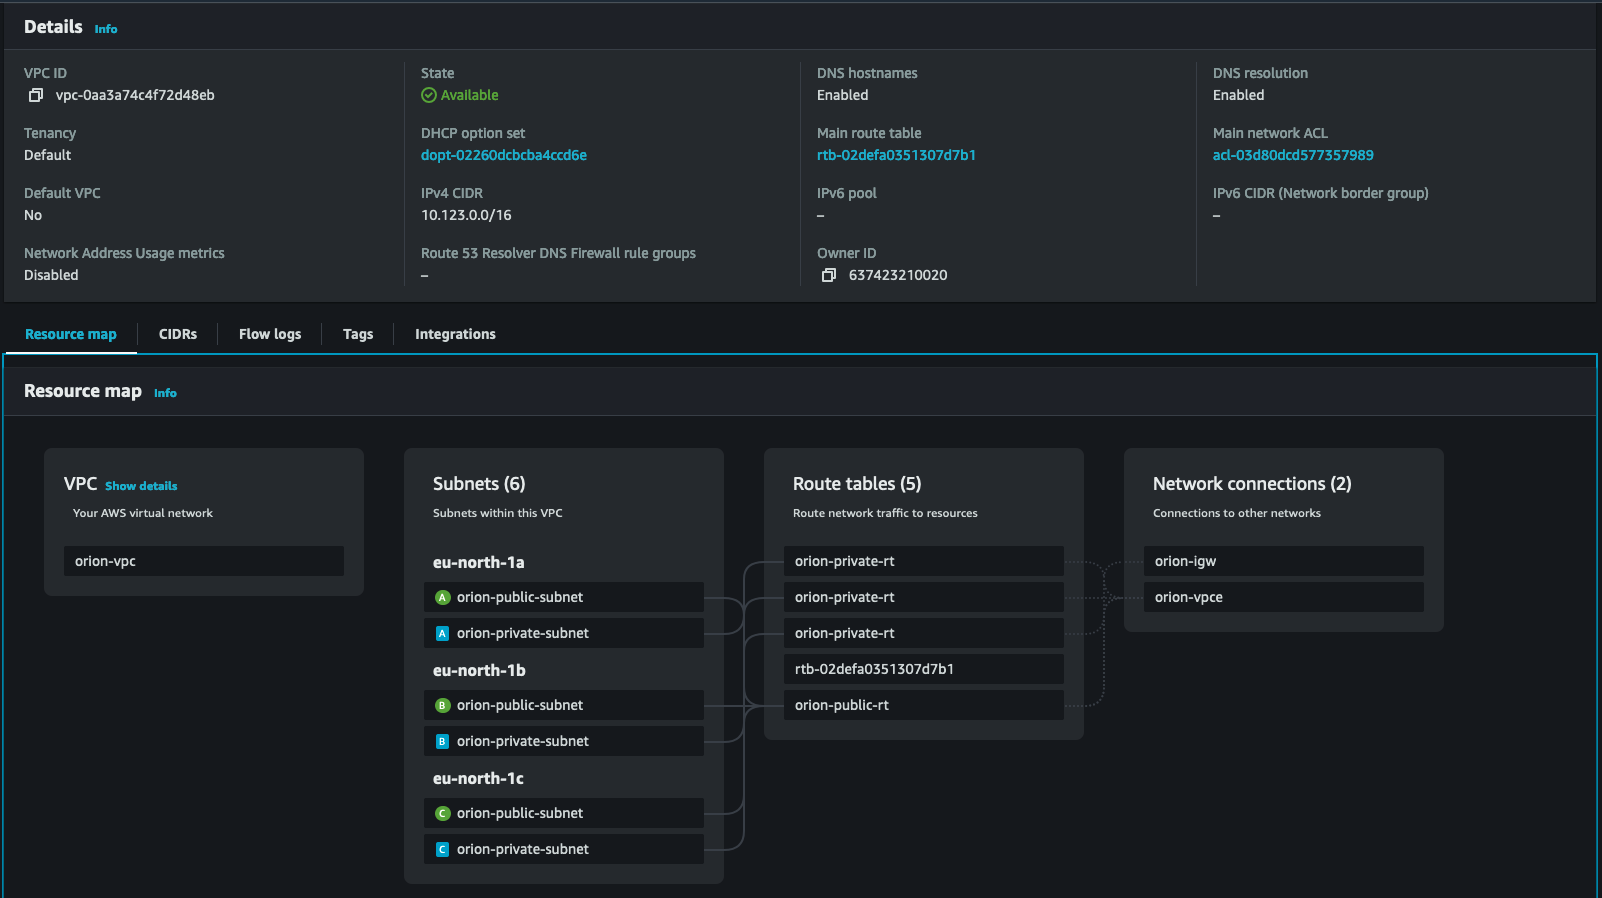 Details Info
VPC ID
vpc-0aa3a74c4f72d48eb
State
Available
DNS hostnames
Enabled
DNS resolution
Enabled
Tenancy
Default
DHCP option set
dopt-02260dcbcba4ccd6e
Main route table
rtb-02defa0351307d7b1
Main network ACL
acl-03d80dcd577357989
Default VPC
No
IPv4 CIDR
10.123.0.0/16
IPv6 pool
–
IPv6 CIDR (Network border group)
–
Network Address Usage metrics
Disabled
Route 53 Resolver DNS Firewall rule groups
–
Owner ID
637423210020
Resource map
CIDRs
Flow logs
Tags
Integrations
Resource map Info
VPC Show details
Your AWS virtual network
orion-vpc
Subnets (6)
Subnets within this VPC
eu-north-1a
A orion-public-subnet
A orion-private-subnet
eu-north-1b
B orion-public-subnet
B orion-private-subnet
eu-north-1c
C orion-public-subnet
C orion-private-subnet
Route tables (5)
Route network traffic to resources
orion-private-rt
orion-private-rt
orion-private-rt
rtb-02defa0351307d7b1
orion-public-rt
Network connections (2)
Connections to other networks
orion-igw
orion-vpce